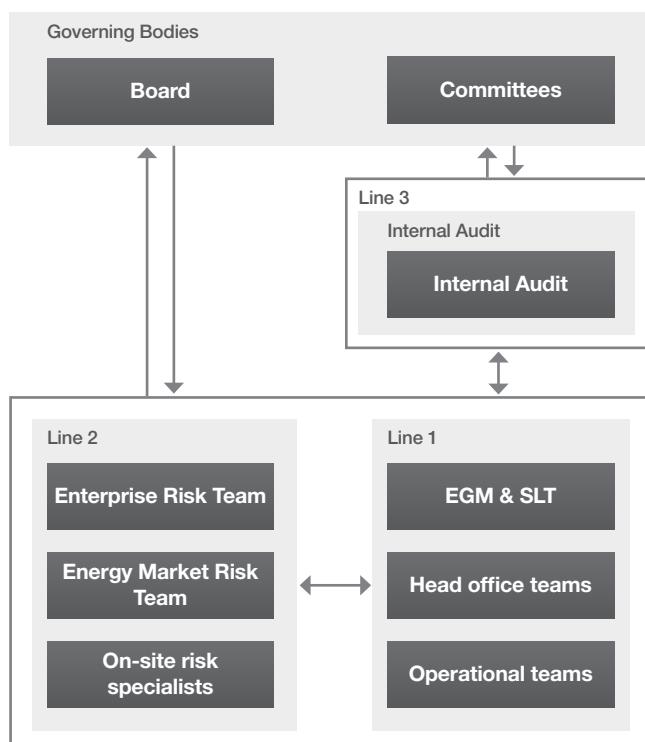 Governing Bodies
Board
Committees
Line 3
Internal Audit
Internal Audit
Line 2
Enterprise Risk Team
Energy Market Risk
Team
On-site risk
specialists
Line 1
EGM & SLT
Head office teams
Operational teams